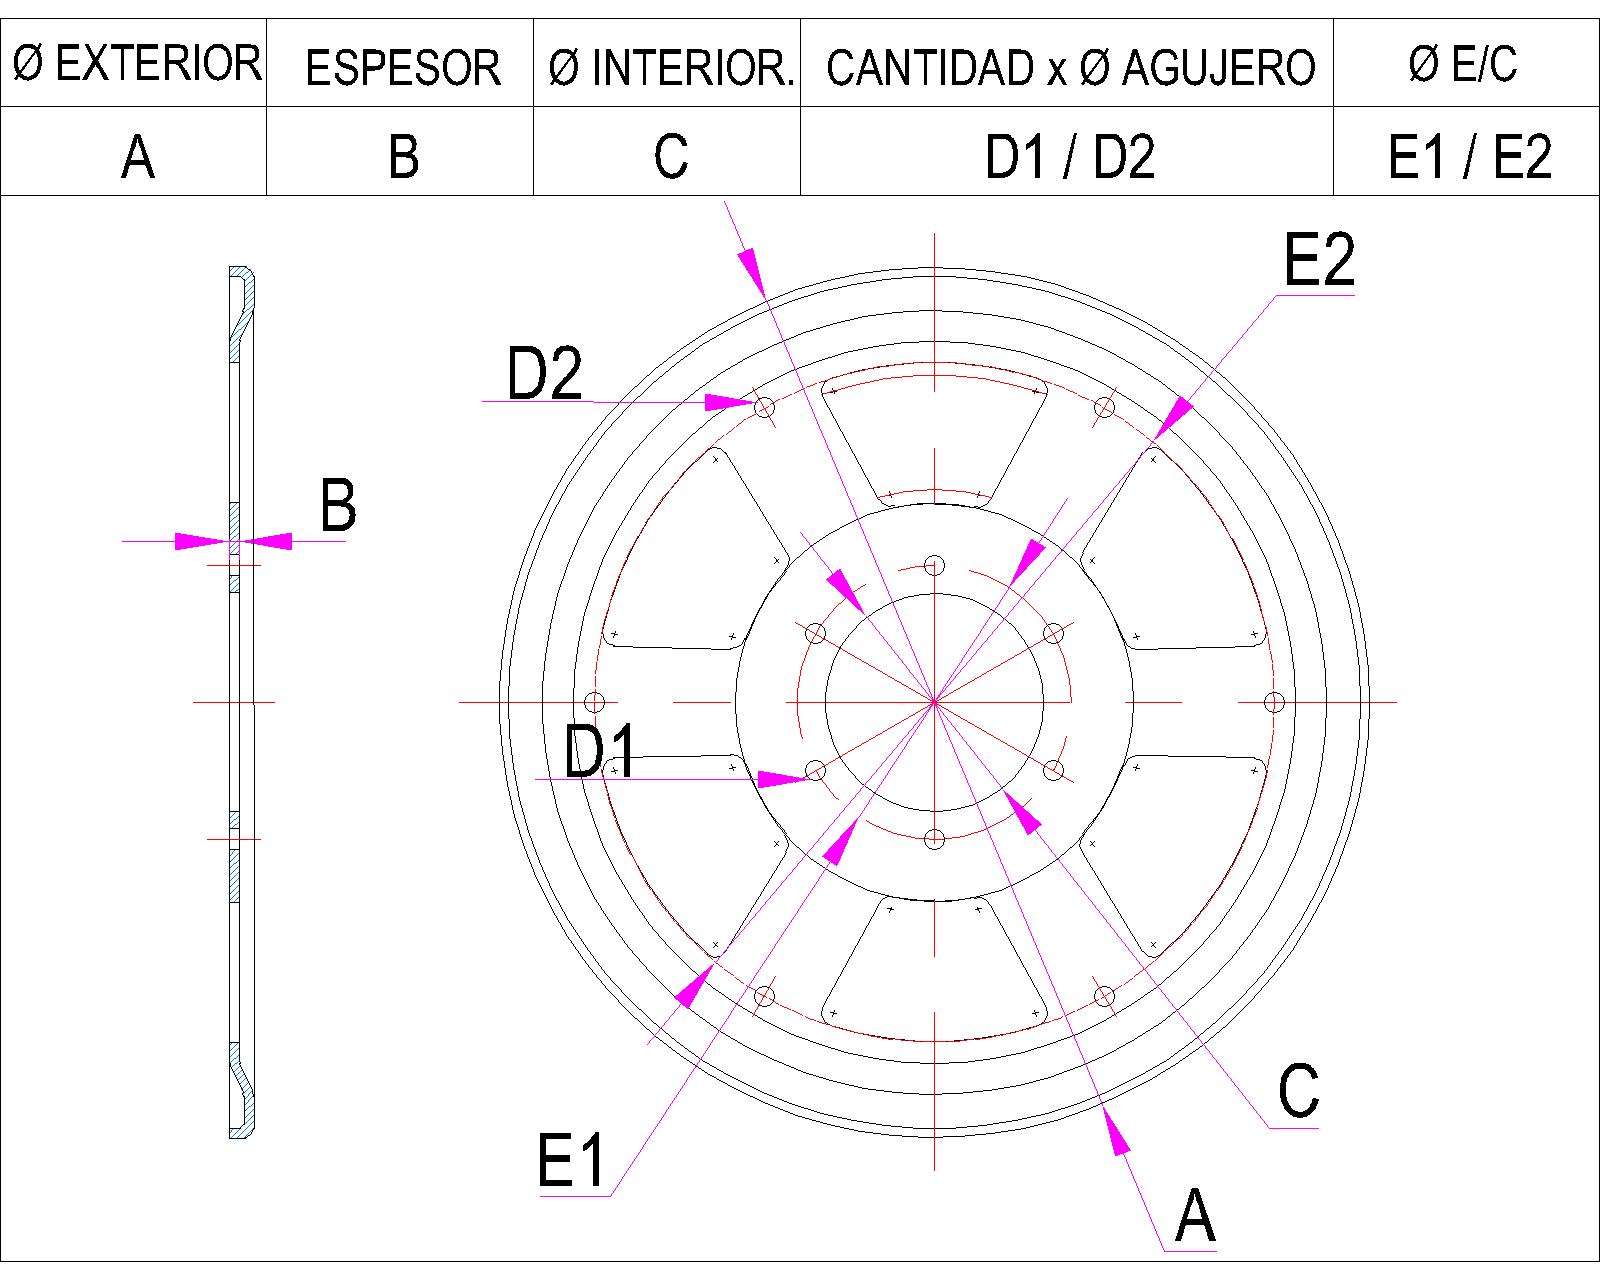 Ø EXTERIOR ESPESOR Ø INTERIOR. CANTIDAD x Ø AGUJERO Ø E/C
A B C D1 / D2 E1 / E2
E2
D2
B
D1
C
E1
A